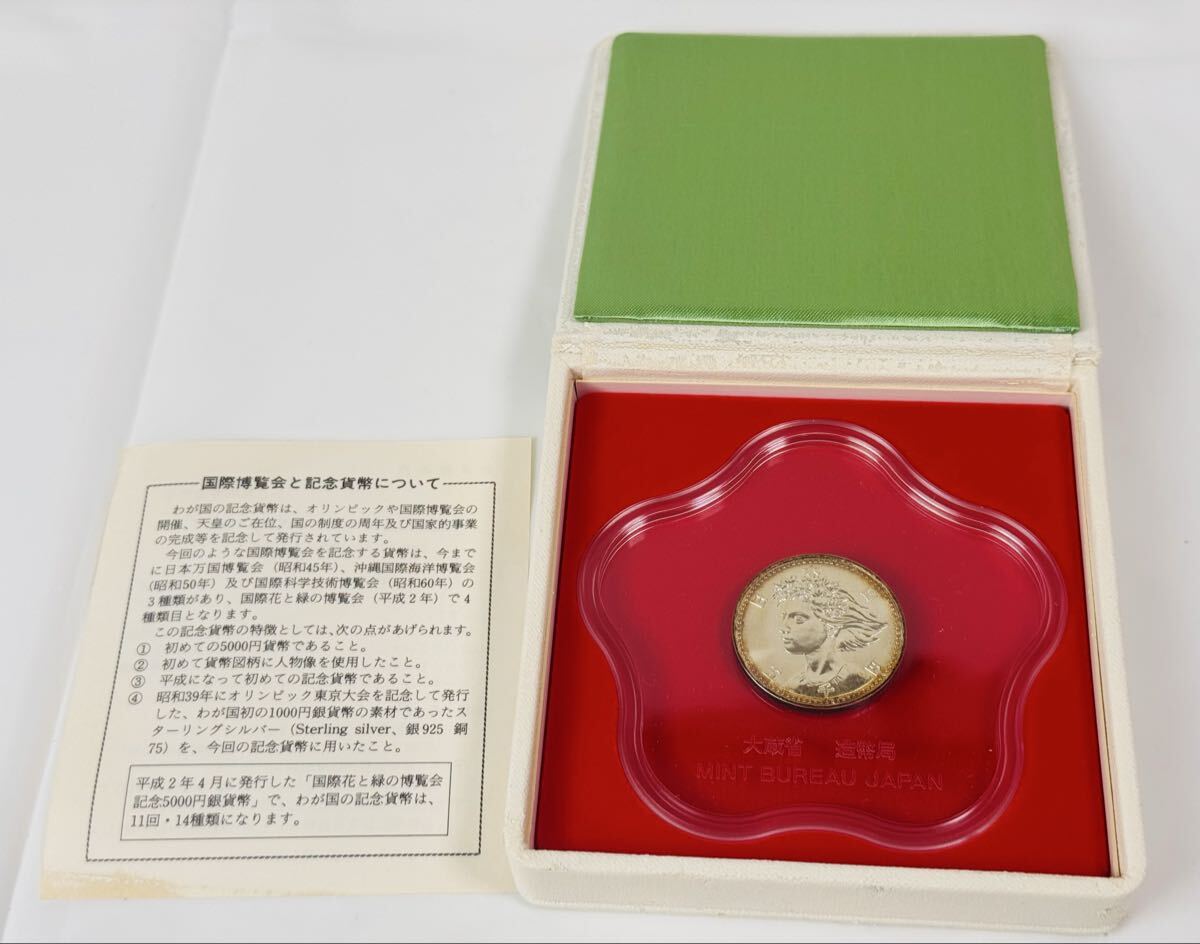 国際博覧会と記念貨幣について
わが国の記念貨幣は、オリンピックや国際博覧会の
開催、天皇のご在位、国の制度の周年及び国家的事業
の完成等を記念して発行されています。
今回のような国際博覧会を記念する貨幣は、今まで
に日本万国博覧会（昭和45年）、沖縄国際海洋博覧会
（昭和50年）及び国際科学技術博覧会（昭和60年）の
3種類があり、国際花と緑の博覧会（平成2年）で4
種類目となります。
この記念貨幣の特徴としては、次の点があげられます。
① 初めての5000円貨幣であること。
② 初めて貨幣図柄に人物像を使用したこと。
③ 平成になって初めての記念貨幣であること。
④ 昭和39年にオリンピック東京大会を記念して発行
した、わが国初の1000円銀貨幣の素材であったス
ターリングシルバー（Sterling silver、銀925 銅
75）を、今回の記念貨幣に用いたこと。
平成2年4月に発行した「国際花と緑の博覧会
記念5000円銀貨幣」で、わが国の記念貨幣は、
11回・14種類になります。
日
大蔵省 造幣局
MINT BUREAU JAPAN